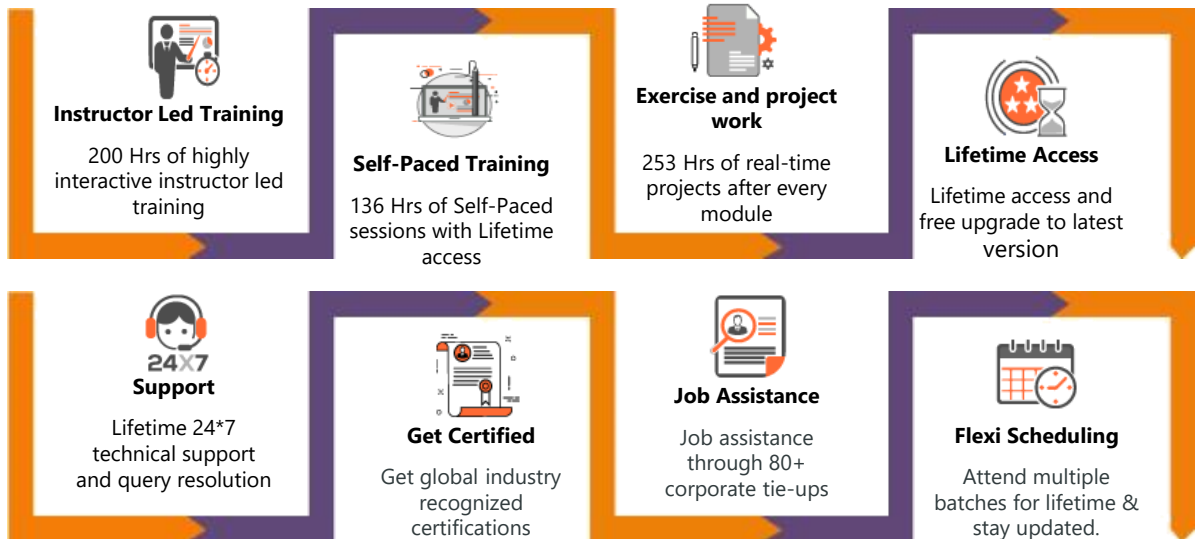 Instructor Led Training
200 Hrs of highly
interactive instructor led
training
Self-Paced Training
136 Hrs of Self-Paced
sessions with Lifetime
access
Exercise and project
work
253 Hrs of real-time
projects after every
module
Lifetime Access
Lifetime access and
free upgrade to latest
version
24X7
Support
Lifetime 24*7
technical support
and query resolution
Get Certified
Get global industry
recognized
certifications
Job Assistance
Job assistance
through 80+
corporate tie-ups
Flexi Scheduling
Attend multiple
batches for lifetime &
stay updated.